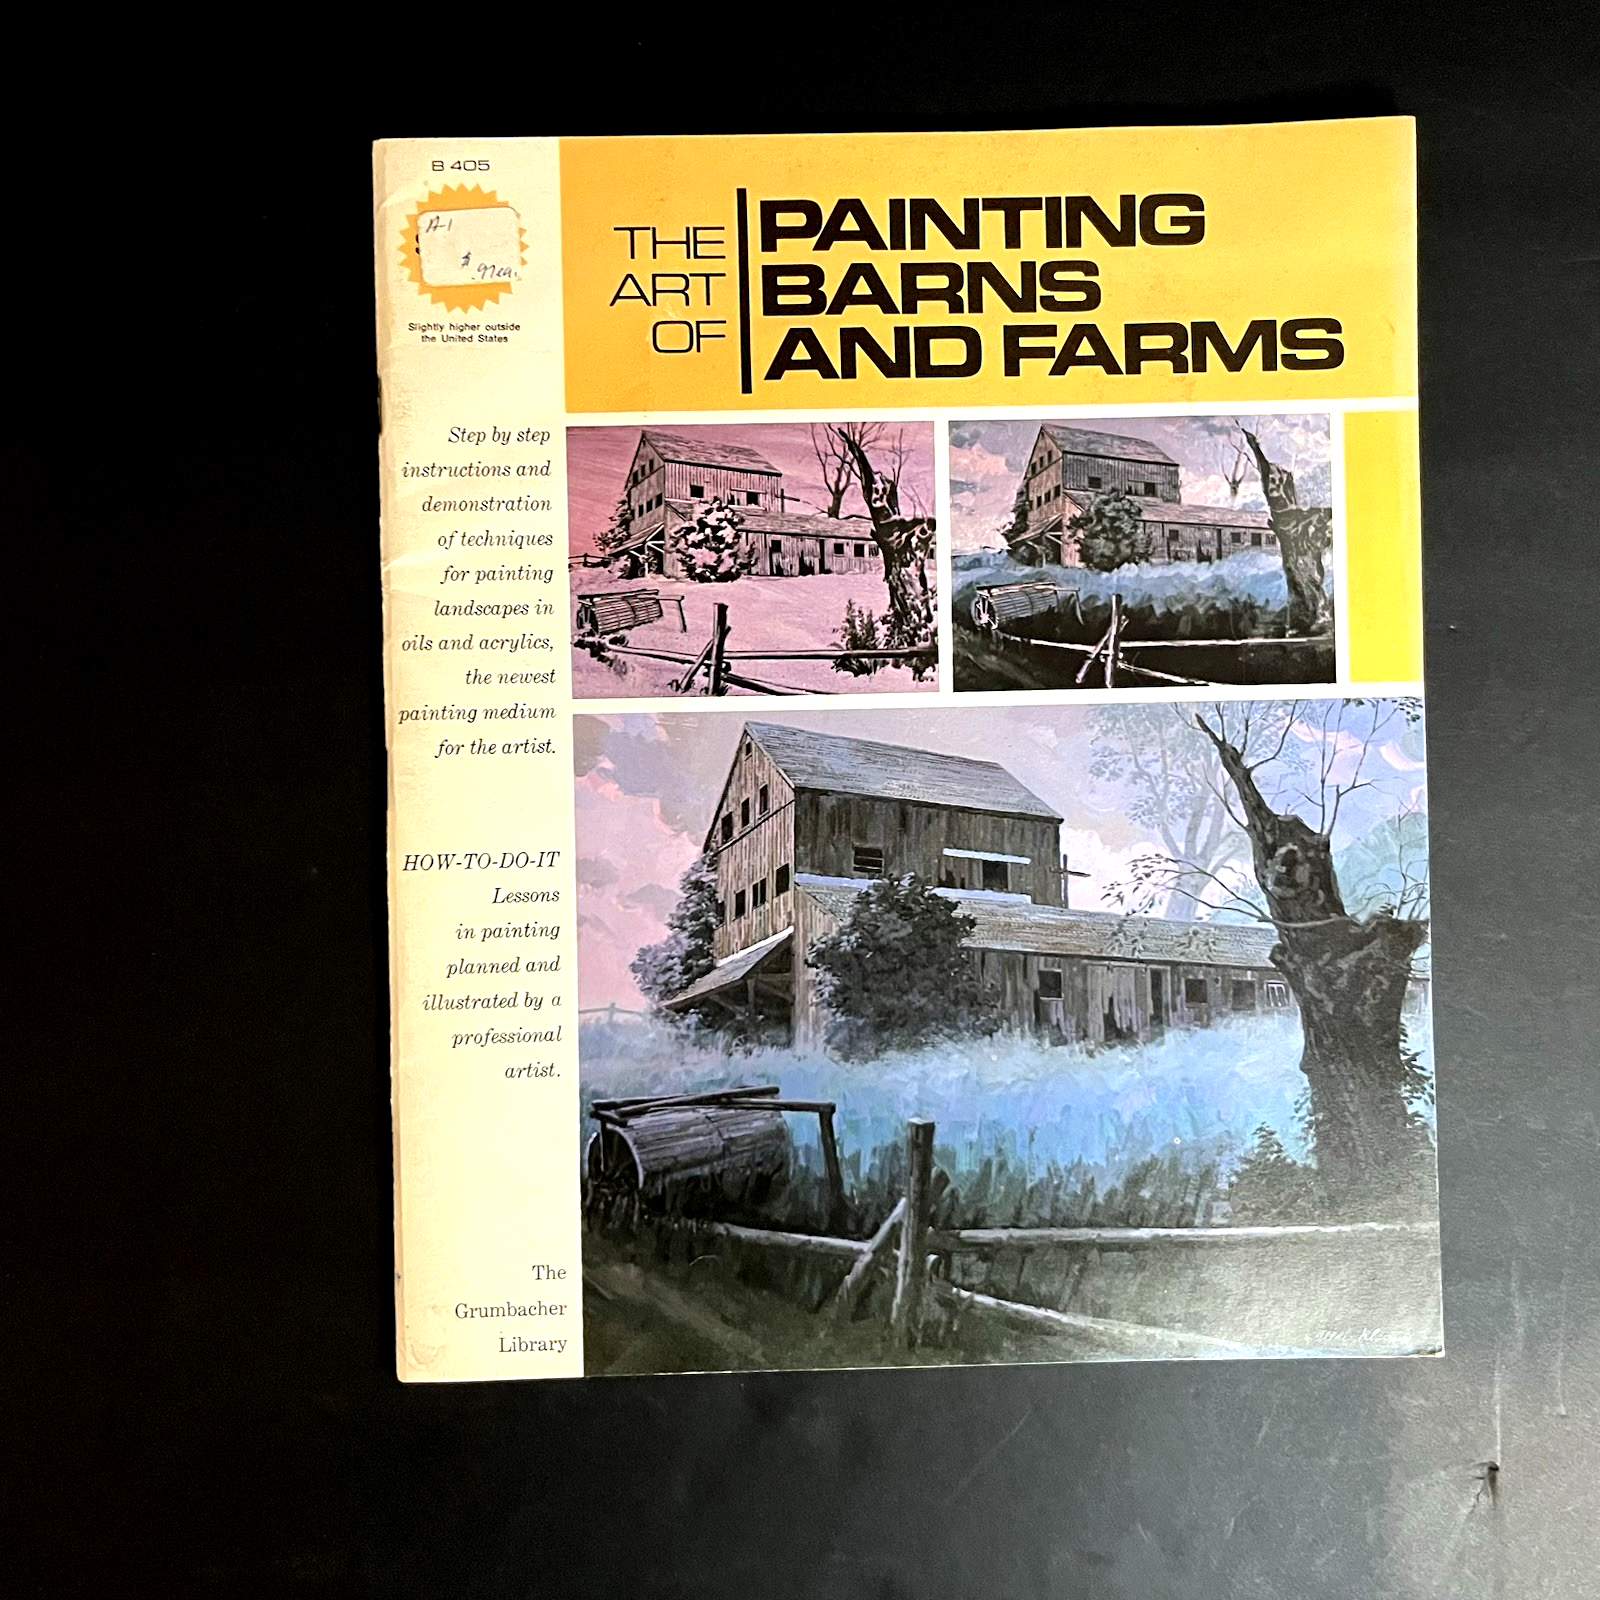 B 405
A-1
$ .97ea.
Slightly higher outside
the United States
THE
ART
OF
PAINTING
BARNS
AND FARMS
Step by step
instructions and
demonstration
of techniques
for painting
landscapes in
oils and acrylics,
the newest
painting medium
for the artist.
HOW-TO-DO-IT
Lessons
in painting
planned and
illustrated by a
professional
artist.
The
Grumbacher
Library